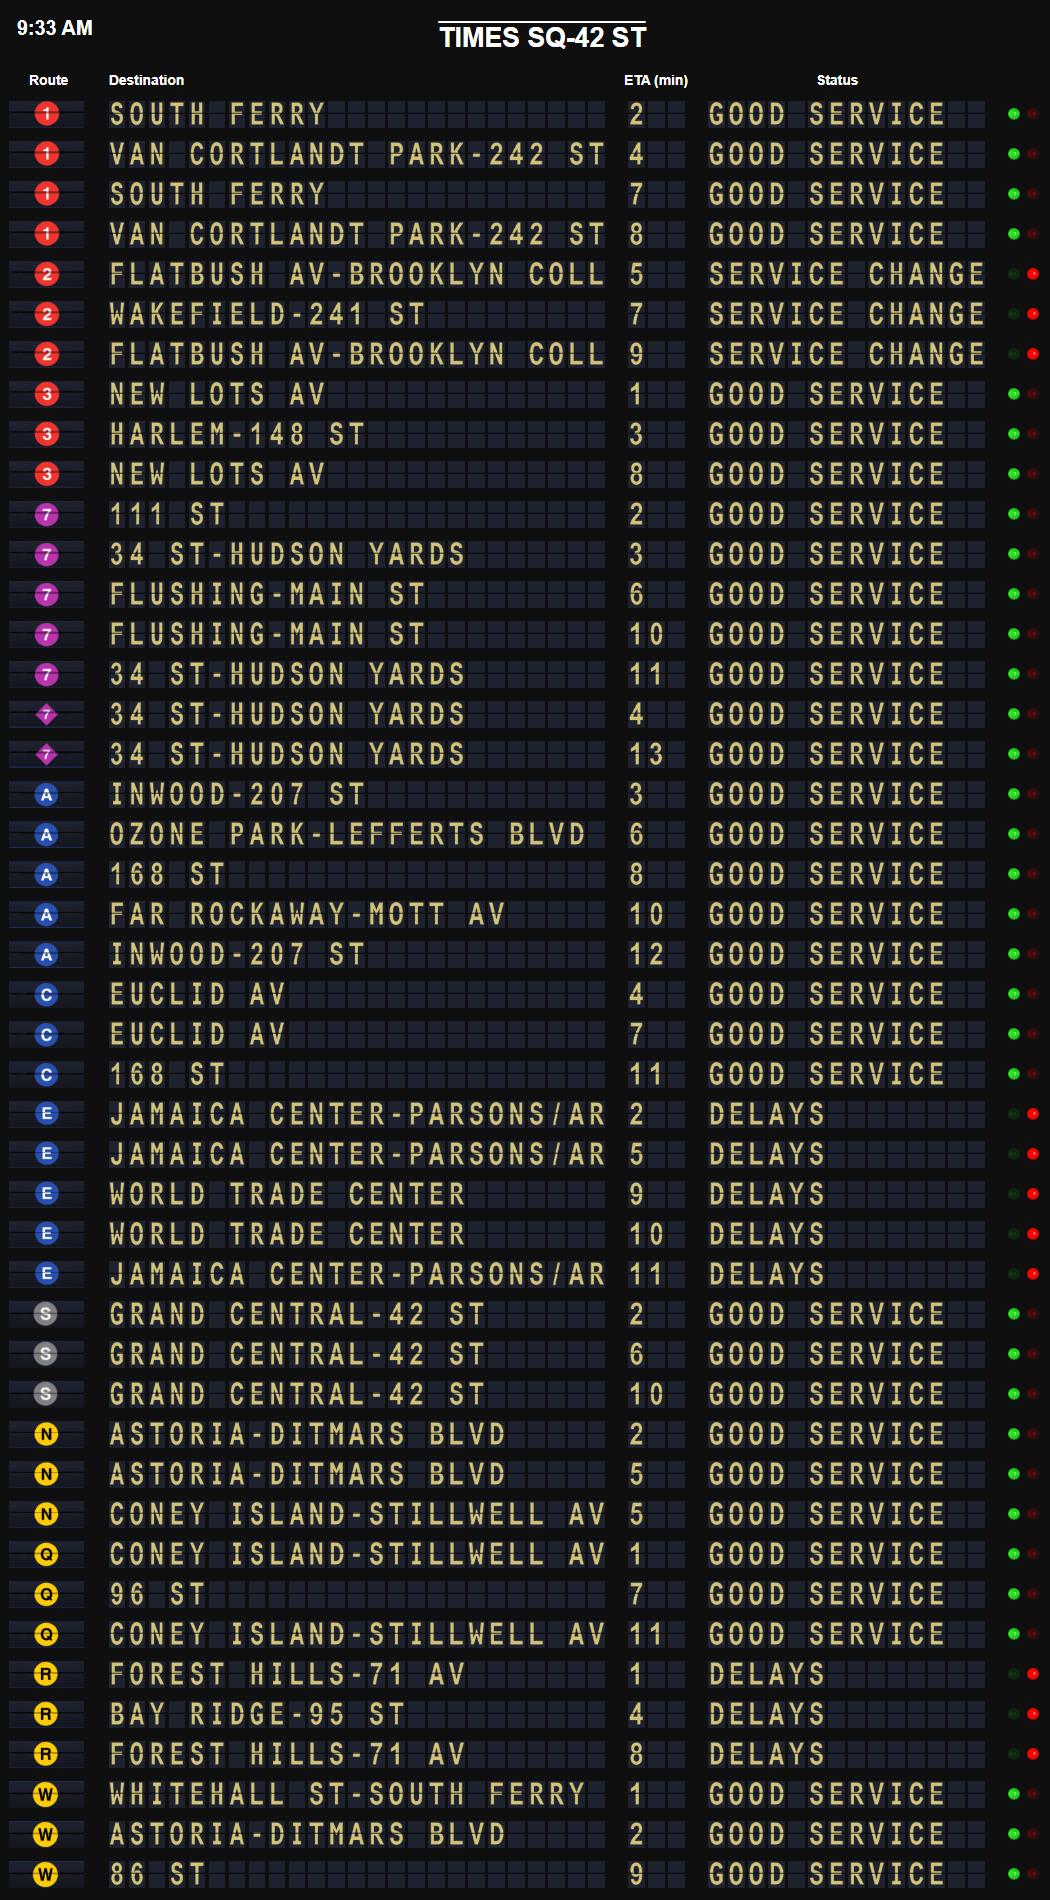 9:33 AM
TIMES SQ-42 ST
Route Destination ETA (min) Status
1 SOUTH FERRY 2 GOOD SERVICE
1 VAN CORTLANDT PARK-242 ST 4 GOOD SERVICE
1 SOUTH FERRY 7 GOOD SERVICE
1 VAN CORTLANDT PARK-242 ST 8 GOOD SERVICE
2 FLATBUSH AV-BROOKLYN COLL 5 SERVICE CHANGE
2 WAKEFIELD-241 ST 7 SERVICE CHANGE
2 FLATBUSH AV-BROOKLYN COLL 9 SERVICE CHANGE
3 NEW LOTS AV 1 GOOD SERVICE
3 HARLEM-148 ST 3 GOOD SERVICE
3 NEW LOTS AV 8 GOOD SERVICE
7 111 ST 2 GOOD SERVICE
7 34 ST-HUDSON YARDS 3 GOOD SERVICE
7 FLUSHING-MAIN ST 6 GOOD SERVICE
7 FLUSHING-MAIN ST 10 GOOD SERVICE
7 34 ST-HUDSON YARDS 11 GOOD SERVICE
7 34 ST-HUDSON YARDS 4 GOOD SERVICE
7 34 ST-HUDSON YARDS 13 GOOD SERVICE
A INWOOD-207 ST 3 GOOD SERVICE
A OZONE PARK-LEFFERTS BLVD 6 GOOD SERVICE
A 168 ST 8 GOOD SERVICE
A FAR ROCKAWAY-MOTT AV 10 GOOD SERVICE
A INWOOD-207 ST 12 GOOD SERVICE
C EUCLID AV 4 GOOD SERVICE
C EUCLID AV 7 GOOD SERVICE
C 168 ST 11 GOOD SERVICE
E JAMAICA CENTER-PARSONS/AR 2 DELAYS
E JAMAICA CENTER-PARSONS/AR 5 DELAYS
E WORLD TRADE CENTER 9 DELAYS
E WORLD TRADE CENTER 10 DELAYS
E JAMAICA CENTER-PARSONS/AR 11 DELAYS
S GRAND CENTRAL-42 ST 2 GOOD SERVICE
S GRAND CENTRAL-42 ST 6 GOOD SERVICE
S GRAND CENTRAL-42 ST 10 GOOD SERVICE
N ASTORIA-DITMARS BLVD 2 GOOD SERVICE
N ASTORIA-DITMARS BLVD 5 GOOD SERVICE
N CONEY ISLAND-STILLWELL AV 5 GOOD SERVICE
Q CONEY ISLAND-STILLWELL AV 1 GOOD SERVICE
Q 96 ST 7 GOOD SERVICE
Q CONEY ISLAND-STILLWELL AV 11 GOOD SERVICE
R FOREST HILLS-71 AV 1 DELAYS
R BAY RIDGE-95 ST 4 DELAYS
R FOREST HILLS-71 AV 8 DELAYS
W WHITEHALL ST-SOUTH FERRY 1 GOOD SERVICE
W ASTORIA-DITMARS BLVD 2 GOOD SERVICE
W 86 ST 9 GOOD SERVICE